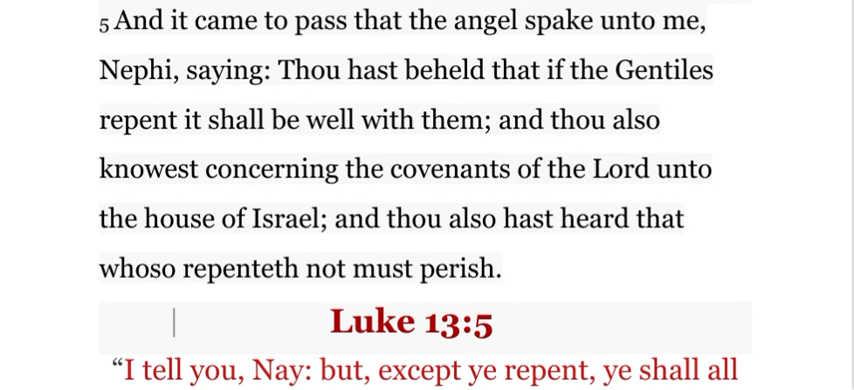 5 And it came to pass that the angel spake unto me,
Nephi, saying: Thou hast beheld that if the Gentiles
repent it shall be well with them; and thou also
knowest concerning the covenants of the Lord unto
the house of Israel; and thou also hast heard that
whoso repenteth not must perish.
Luke 13:5
“I tell you, Nay: but, except ye repent, ye shall all